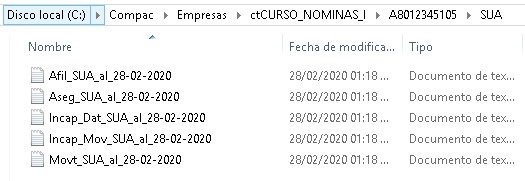 Disco local (C:) ▸ Compac ▸ Empresas ▸ ctCURSO_NOMINAS_I ▸ A8012345105 ▸ SUA
Nombre Fecha de modifica... Tipo
Afil_SUA_al_28-02-2020 28/02/2020 01:18 ... Documento de tex...
Aseg_SUA_al_28-02-2020 28/02/2020 01:18 ... Documento de tex...
Incap_Dat_SUA_al_28-02-2020 28/02/2020 01:18 ... Documento de tex...
Incap_Mov_SUA_al_28-02-2020 28/02/2020 01:18 ... Documento de tex...
Movt_SUA_al_28-02-2020 28/02/2020 01:18 ... Documento de tex...